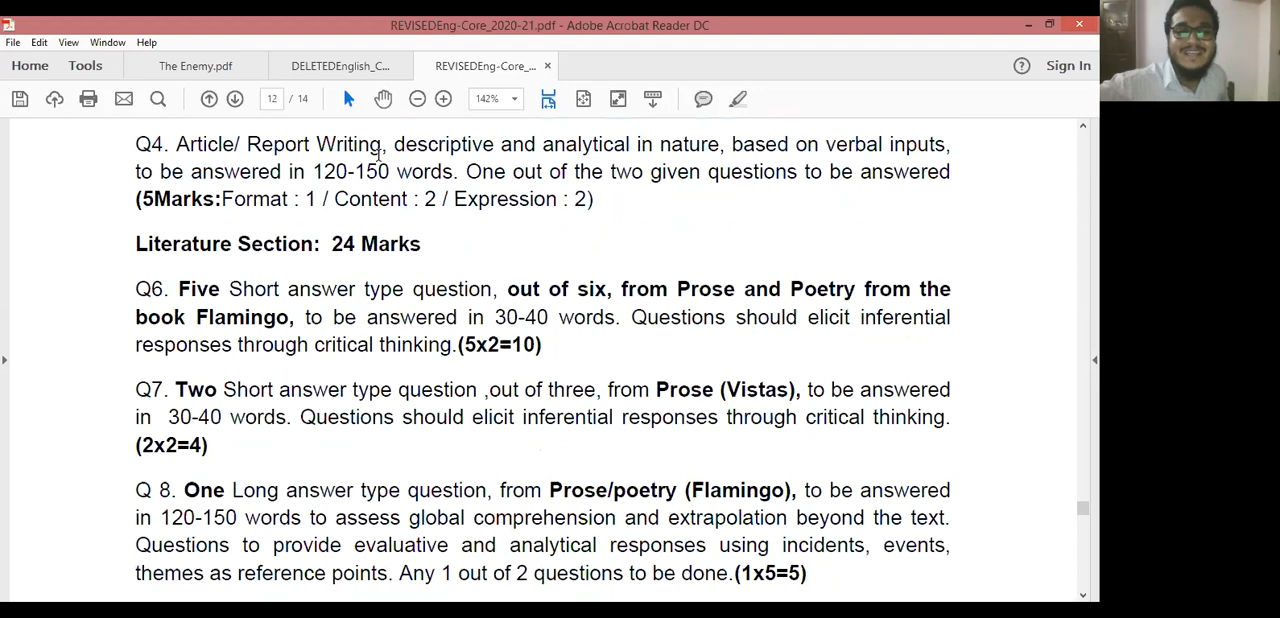 REVISEDEng-Core_2020-21.pdf - Adobe Acrobat Reader DC
File Edit View Window Help
Home Tools The Enemy.pdf DELETEDEnglish_C... REVISEDEng-Core_... × Sign In
12 / 14 142%
Q4. Article/ Report Writing, descriptive and analytical in nature, based on verbal inputs,
to be answered in 120-150 words. One out of the two given questions to be answered
(5Marks:Format : 1 / Content : 2 / Expression : 2)
Literature Section: 24 Marks
Q6. Five Short answer type question, out of six, from Prose and Poetry from the
book Flamingo, to be answered in 30-40 words. Questions should elicit inferential
responses through critical thinking.(5x2=10)
Q7. Two Short answer type question ,out of three, from Prose (Vistas), to be answered
in 30-40 words. Questions should elicit inferential responses through critical thinking.
(2x2=4)
Q 8. One Long answer type question, from Prose/poetry (Flamingo), to be answered
in 120-150 words to assess global comprehension and extrapolation beyond the text.
Questions to provide evaluative and analytical responses using incidents, events,
themes as reference points. Any 1 out of 2 questions to be done.(1x5=5)